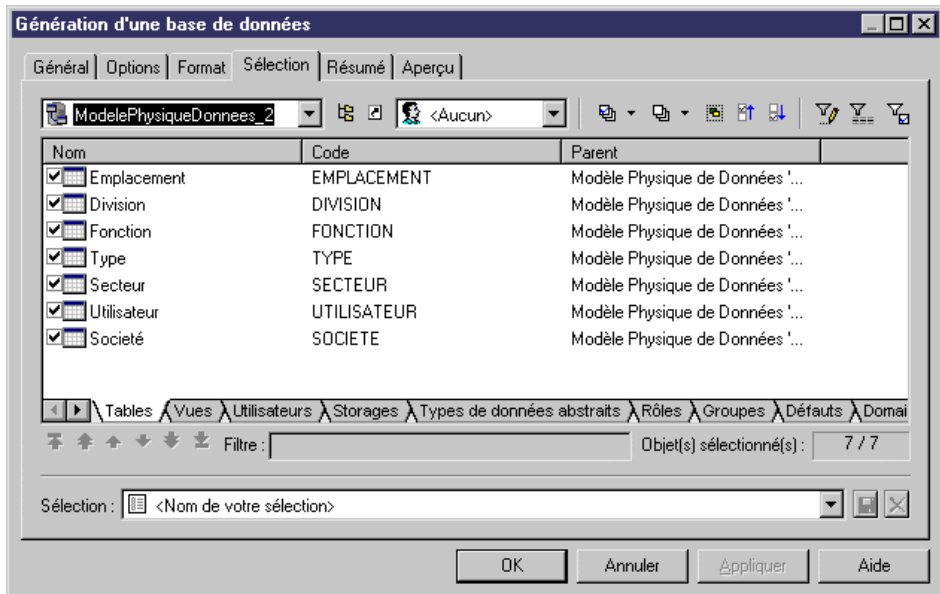 Génération d'une base de données
Général Options Format Sélection Résumé Aperçu
ModelePhysiqueDonnees_2 <Aucun>
Nom Code Parent
Emplacement EMPLACEMENT Modèle Physique de Données '...
Division DIVISION Modèle Physique de Données '...
Fonction FONCTION Modèle Physique de Données '...
Type TYPE Modèle Physique de Données '...
Secteur SECTEUR Modèle Physique de Données '...
Utilisateur UTILISATEUR Modèle Physique de Données '...
Societé SOCIETE Modèle Physique de Données '...
Tables Vues Utilisateurs Storages Types de données abstraits Rôles Groupes Défauts Domai
Filtre : Objet(s) sélectionné(s) : 7 / 7
Sélection : <Nom de votre sélection>
OK Annuler Appliquer Aide